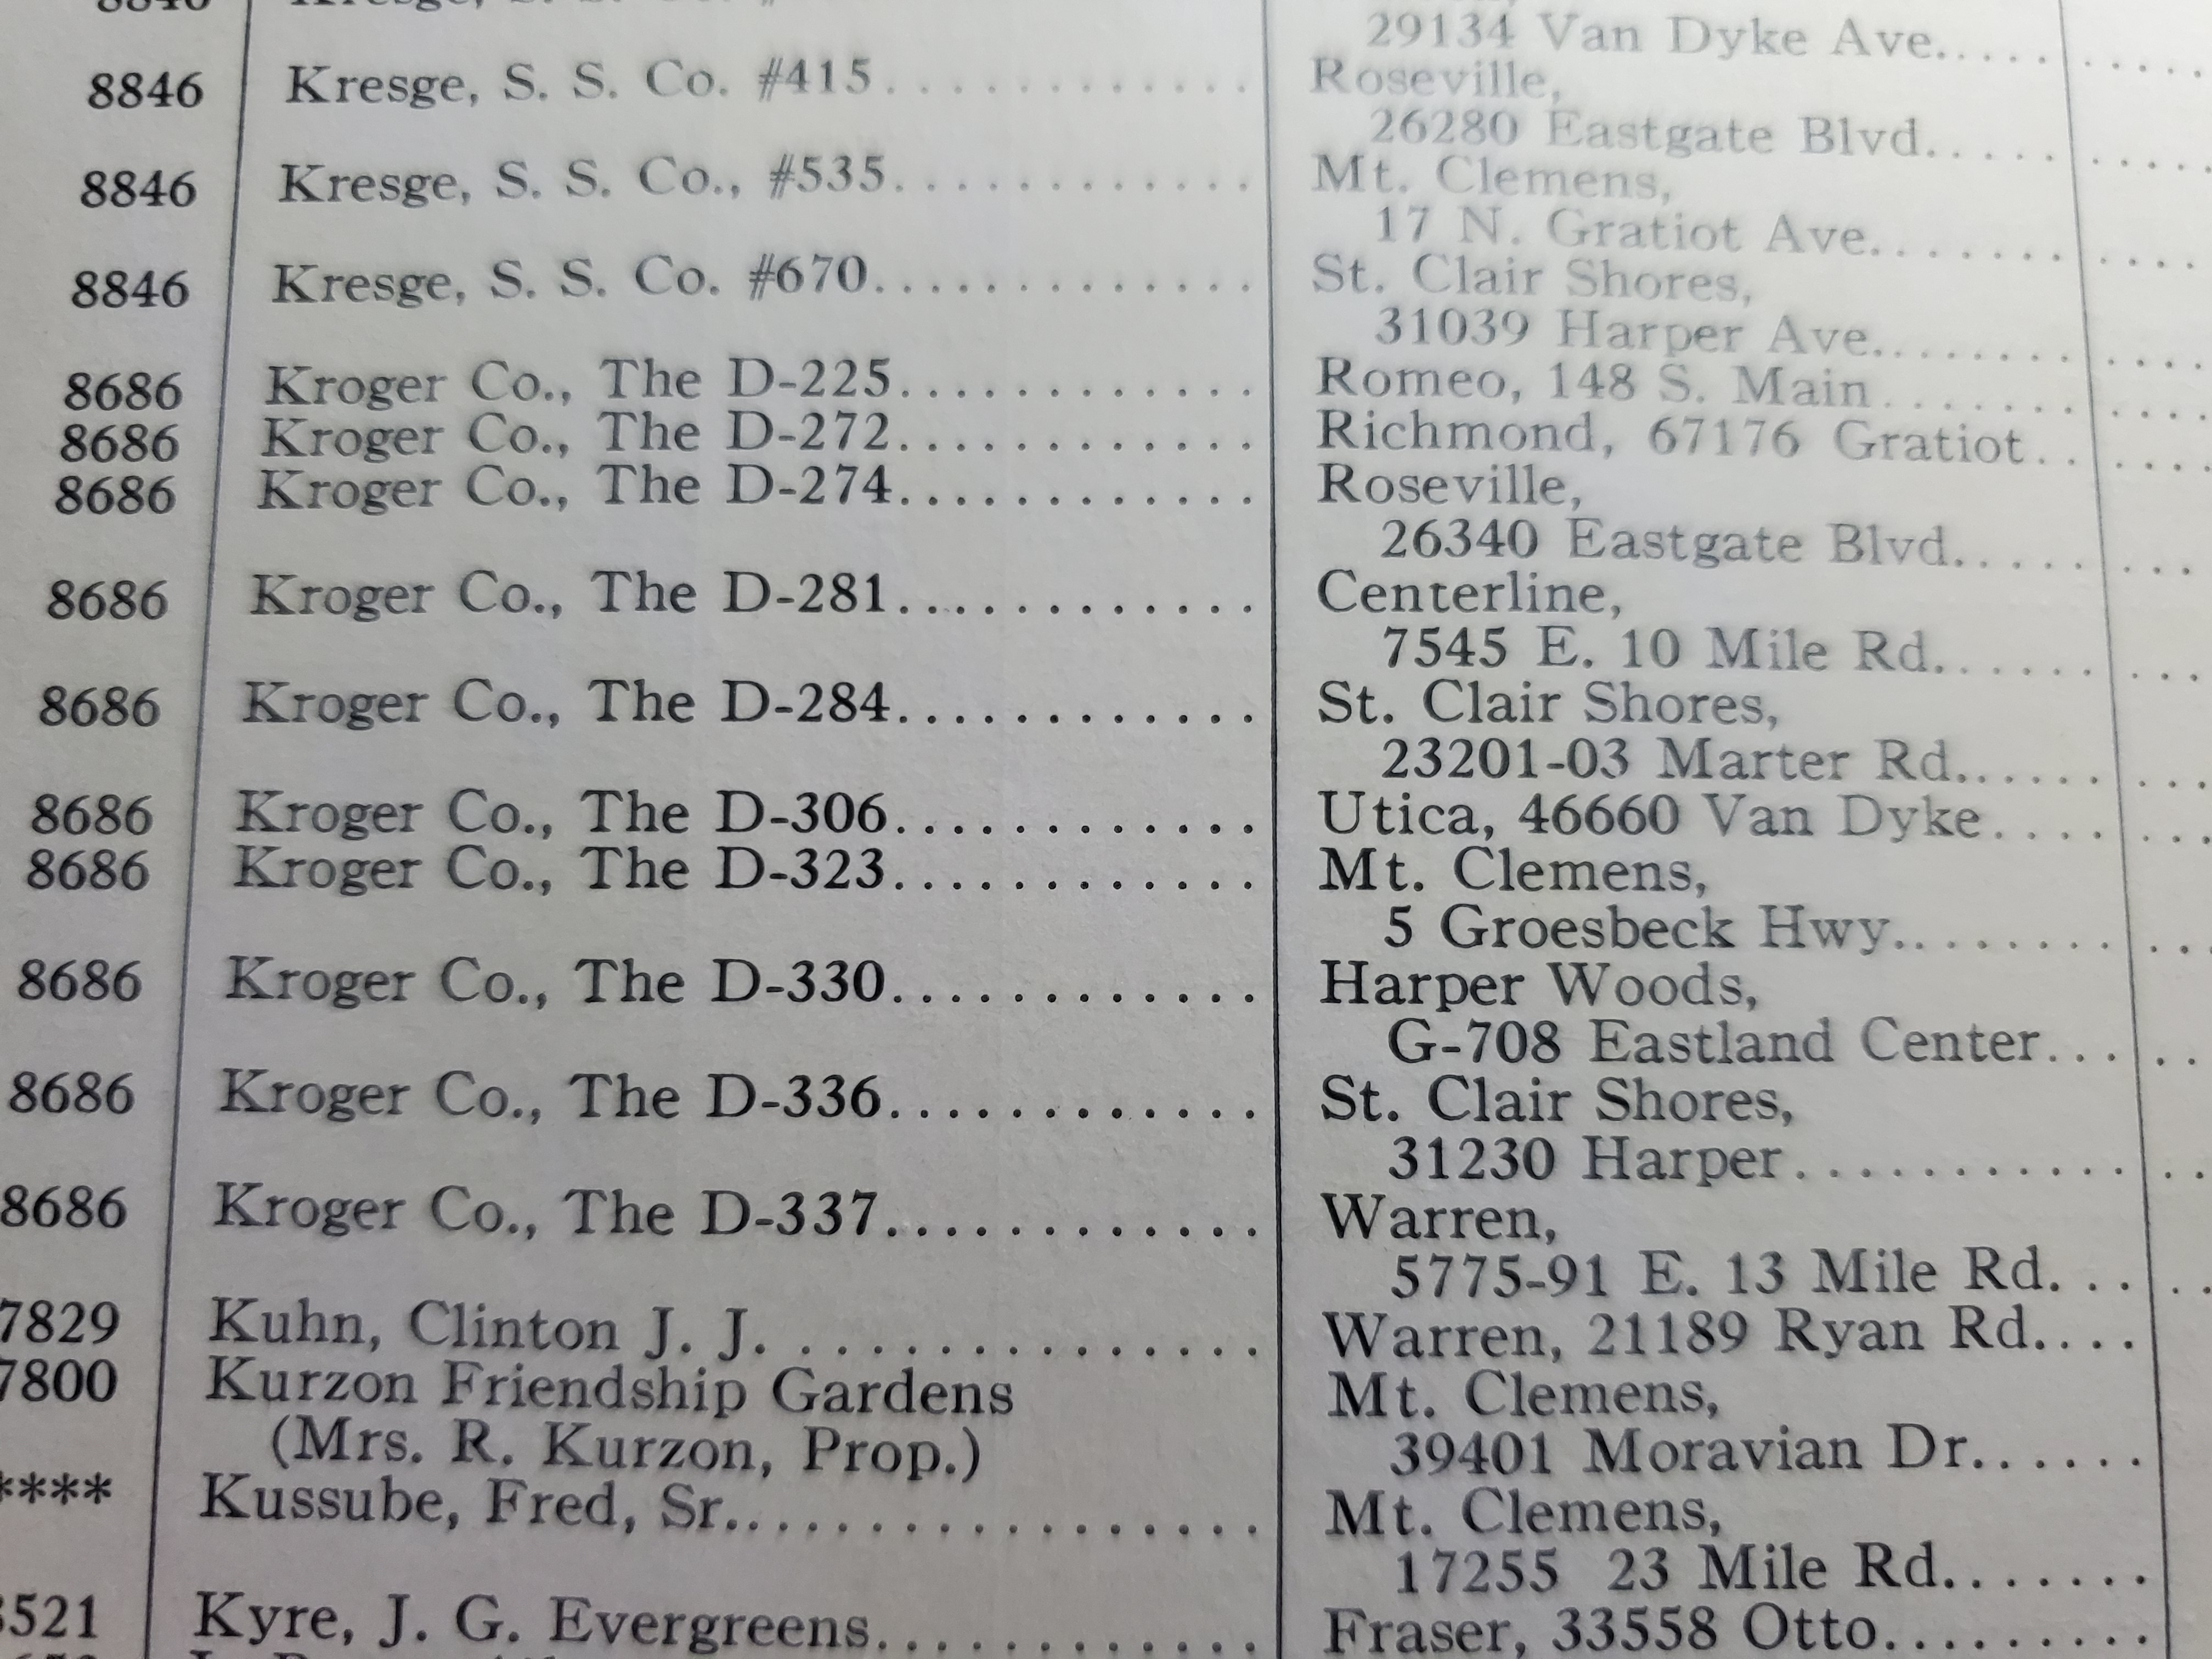 29134 Van Dyke Ave.....
8846 Kresge, S. S. Co. #415............. Roseville,
26280 Eastgate Blvd......
8846 Kresge, S. S. Co., #535............. Mt. Clemens,
17 N. Gratiot Ave........
8846 Kresge, S. S. Co. #670............. St. Clair Shores,
31039 Harper Ave........
8686 Kroger Co., The D-225............ Romeo, 148 S. Main.......
8686 Kroger Co., The D-272............ Richmond, 67176 Gratiot..
8686 Kroger Co., The D-274............ Roseville,
26340 Eastgate Blvd......
8686 Kroger Co., The D-281............ Centerline,
7545 E. 10 Mile Rd.......
8686 Kroger Co., The D-284............ St. Clair Shores,
23201-03 Marter Rd......
8686 Kroger Co., The D-306............ Utica, 46660 Van Dyke....
8686 Kroger Co., The D-323............ Mt. Clemens,
5 Groesbeck Hwy........
8686 Kroger Co., The D-330............ Harper Woods,
G-708 Eastland Center...
8686 Kroger Co., The D-336............ St. Clair Shores,
31230 Harper............
8686 Kroger Co., The D-337............ Warren,
5775-91 E. 13 Mile Rd...
7829 Kuhn, Clinton J. J. ............... Warren, 21189 Ryan Rd....
7800 Kurzon Friendship Gardens Mt. Clemens,
(Mrs. R. Kurzon, Prop.) 39401 Moravian Dr......
**** Kussube, Fred, Sr.................. Mt. Clemens,
17255 23 Mile Rd.......
521 Kyre, J. G. Evergreens............. Fraser, 33558 Otto.........